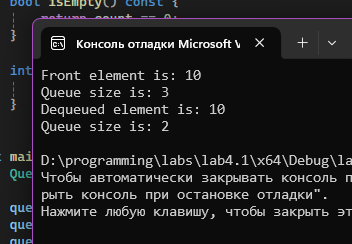 bool isEmpty() const {
return count == 0;
}
Консоль отладки Microsoft V
int
}
Front element is: 10
Queue size is: 3
Dequeued element is: 10
Queue size is: 2
D:\programming\labs\lab4.1\x64\Debug\la
Чтобы автоматически закрывать консоль п
рыть консоль при остановке отладки".
Нажмите любую клавишу, чтобы закрыть эт
mai
Que
que
que